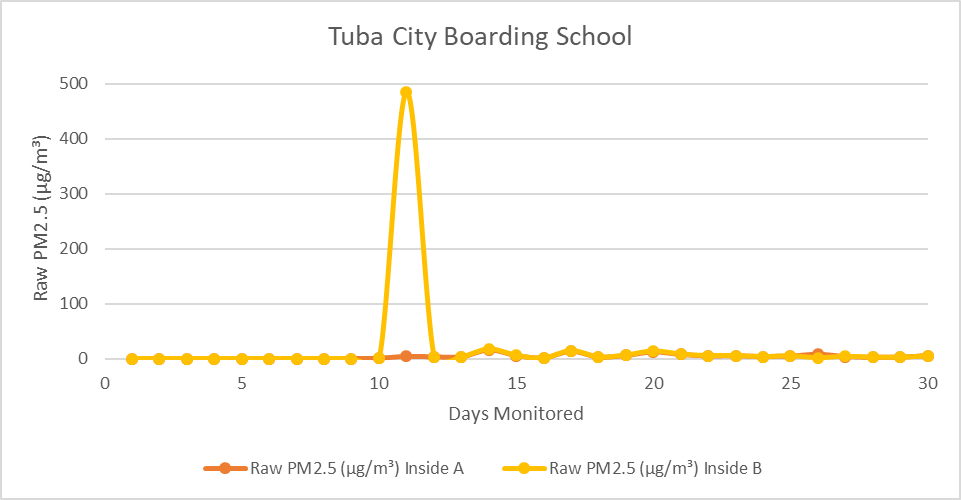 Tuba City Boarding School
Raw PM2.5 (µg/m³)
500
400
300
200
100
0
0 5 10 15 20 25 30
Days Monitored
Raw PM2.5 (µg/m³) Inside A Raw PM2.5 (µg/m³) Inside B